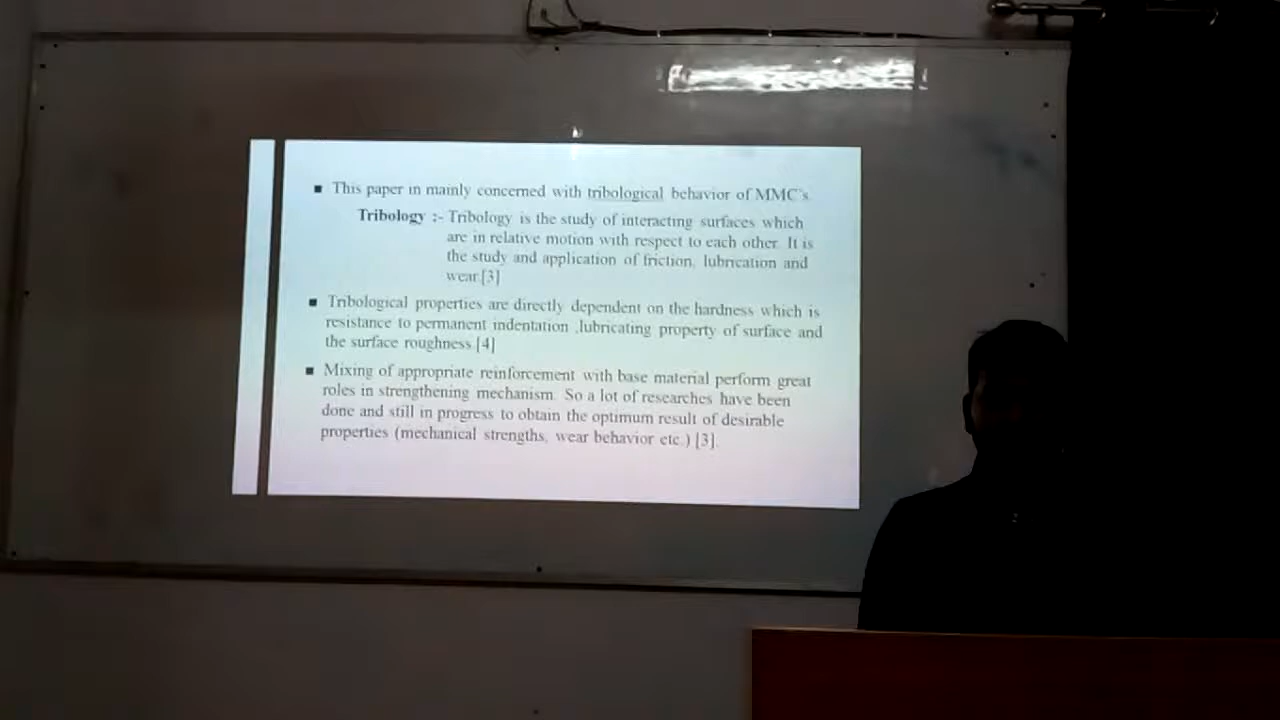 ▪ This paper in mainly concerned with tribological behavior of MMC's.
Tribology :- Tribology is the study of interacting surfaces which
are in relative motion with respect to each other. It is
the study and application of friction, lubrication and
wear.[3]
▪ Tribological properties are directly dependent on the hardness which is
resistance to permanent indentation ,lubricating property of surface and
the surface roughness.[4]
▪ Mixing of appropriate reinforcement with base material perform great
roles in strengthening mechanism. So a lot of researches have been
done and still in progress to obtain the optimum result of desirable
properties (mechanical strengths, wear behavior etc.) [3].